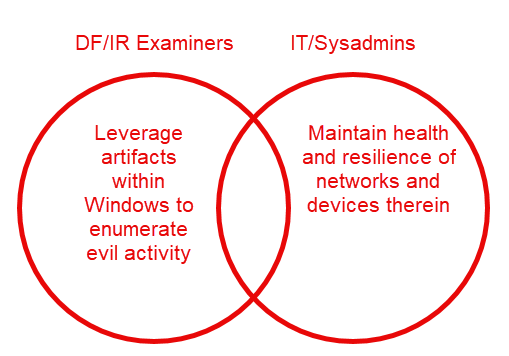 DF/IR Examiners
IT/Sysadmins
Leverage
artifacts
within
Windows to
enumerate
evil activity
Maintain health
and resilience of
networks and
devices therein